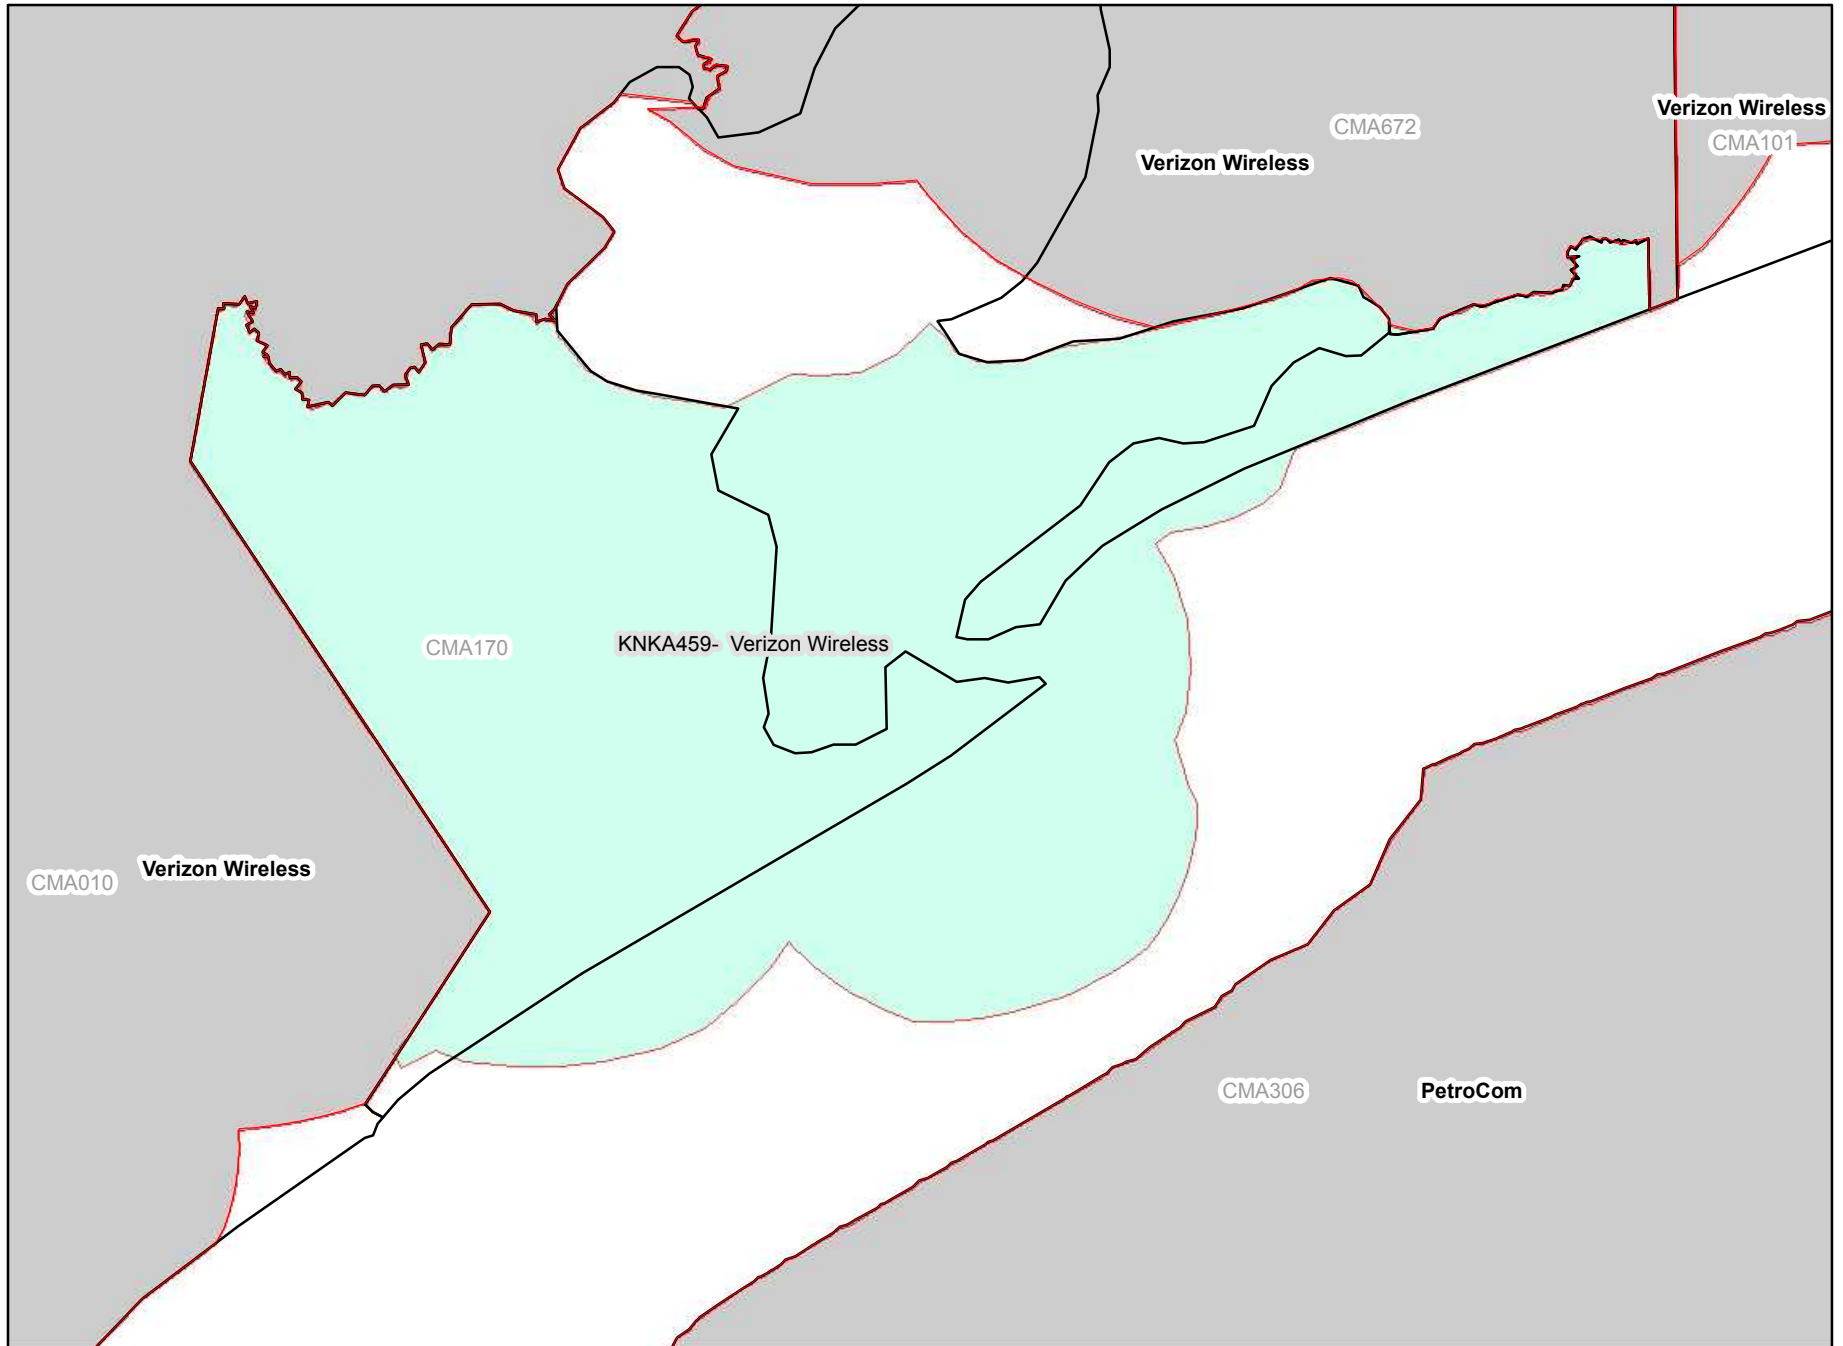 Verizon Wireless
CMA672
CMA101
Verizon Wireless
CMA170
KNKA459- Verizon Wireless
Verizon Wireless
CMA010
CMA306
PetroCom